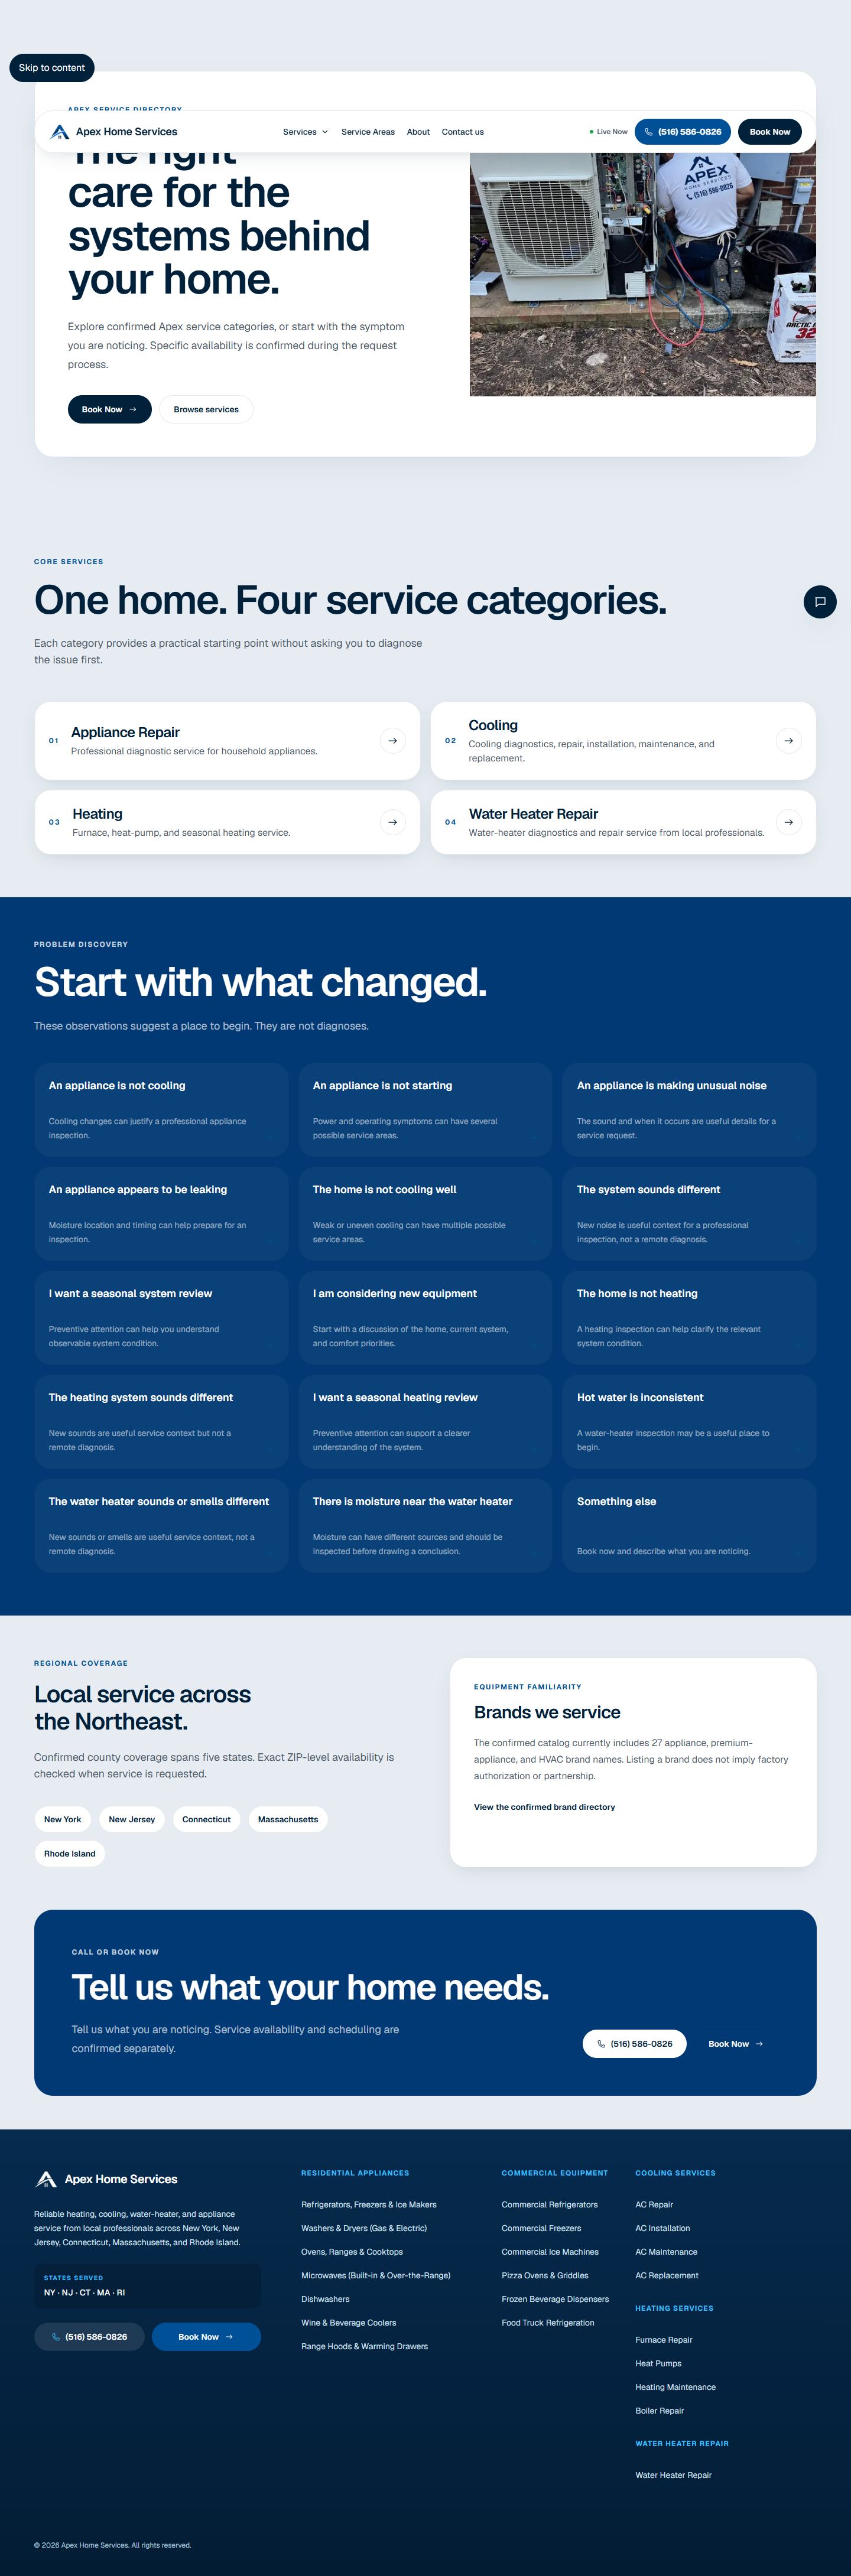 Skip to content
APEX SERVICE DIRECTORY
Apex Home Services
Services
Service Areas
About
Contact us
Live Now
(516) 586-0826
Book Now
The right
care for the
systems behind
your home.
APEX
HOME SERVICES
(516) 586-0826
Explore confirmed Apex service categories, or start with the symptom
you are noticing. Specific availability is confirmed during the request
process.
Book Now
Browse services
CORE SERVICES
One home. Four service categories.
Each category provides a practical starting point without asking you to diagnose
the issue first.
01
Appliance Repair
Professional diagnostic service for household appliances.
02
Cooling
Cooling diagnostics, repair, installation, maintenance, and
replacement.
03
Heating
Furnace, heat-pump, and seasonal heating service.
04
Water Heater Repair
Water-heater diagnostics and repair service from local professionals.
PROBLEM DISCOVERY
Start with what changed.
These observations suggest a place to begin. They are not diagnoses.
An appliance is not cooling
Cooling changes can justify a professional appliance
inspection.
An appliance is not starting
Power and operating symptoms can have several
possible service areas.
An appliance is making unusual noise
The sound and when it occurs are useful details for a
service request.
An appliance appears to be leaking
Moisture location and timing can help prepare for an
inspection.
The home is not cooling well
Weak or uneven cooling can have multiple possible
service areas.
The system sounds different
New noise is useful context for a professional
inspection, not a remote diagnosis.
I want a seasonal system review
Preventive attention can help you understand
observable system condition.
I am considering new equipment
Start with a discussion of the home, current system,
and comfort priorities.
The home is not heating
A heating inspection can help clarify the relevant
system condition.
The heating system sounds different
New sounds are useful service context but not a
remote diagnosis.
I want a seasonal heating review
Preventive attention can support a clearer
understanding of the system.
Hot water is inconsistent
A water-heater inspection may be a useful place to
begin.
The water heater sounds or smells different
New sounds or smells are useful service context, not a
remote diagnosis.
There is moisture near the water heater
Moisture can have different sources and should be
inspected before drawing a conclusion.
Something else
Book now and describe what you are noticing.
REGIONAL COVERAGE
Local service across
the Northeast.
Confirmed county coverage spans five states. Exact ZIP-level availability is
checked when service is requested.
New York
New Jersey
Connecticut
Massachusetts
Rhode Island
EQUIPMENT FAMILIARITY
Brands we service
The confirmed catalog currently includes 27 appliance, premium-
appliance, and HVAC brand names. Listing a brand does not imply factory
authorization or partnership.
View the confirmed brand directory
CALL OR BOOK NOW
Tell us what your home needs.
Tell us what you are noticing. Service availability and scheduling are
confirmed separately.
(516) 586-0826
Book Now
Apex Home Services
Reliable heating, cooling, water-heater, and appliance
service from local professionals across New York, New
Jersey, Connecticut, Massachusetts, and Rhode Island.
STATES SERVED
NY · NJ · CT · MA · RI
(516) 586-0826
Book Now
RESIDENTIAL APPLIANCES
Refrigerators, Freezers & Ice Makers
Washers & Dryers (Gas & Electric)
Ovens, Ranges & Cooktops
Microwaves (Built-in & Over-the-Range)
Dishwashers
Wine & Beverage Coolers
Range Hoods & Warming Drawers
COMMERCIAL EQUIPMENT
Commercial Refrigerators
Commercial Freezers
Commercial Ice Machines
Pizza Ovens & Griddles
Frozen Beverage Dispensers
Food Truck Refrigeration
COOLING SERVICES
AC Repair
AC Installation
AC Maintenance
AC Replacement
HEATING SERVICES
Furnace Repair
Heat Pumps
Heating Maintenance
Boiler Repair
WATER HEATER REPAIR
Water Heater Repair
© 2026 Apex Home Services. All rights reserved.